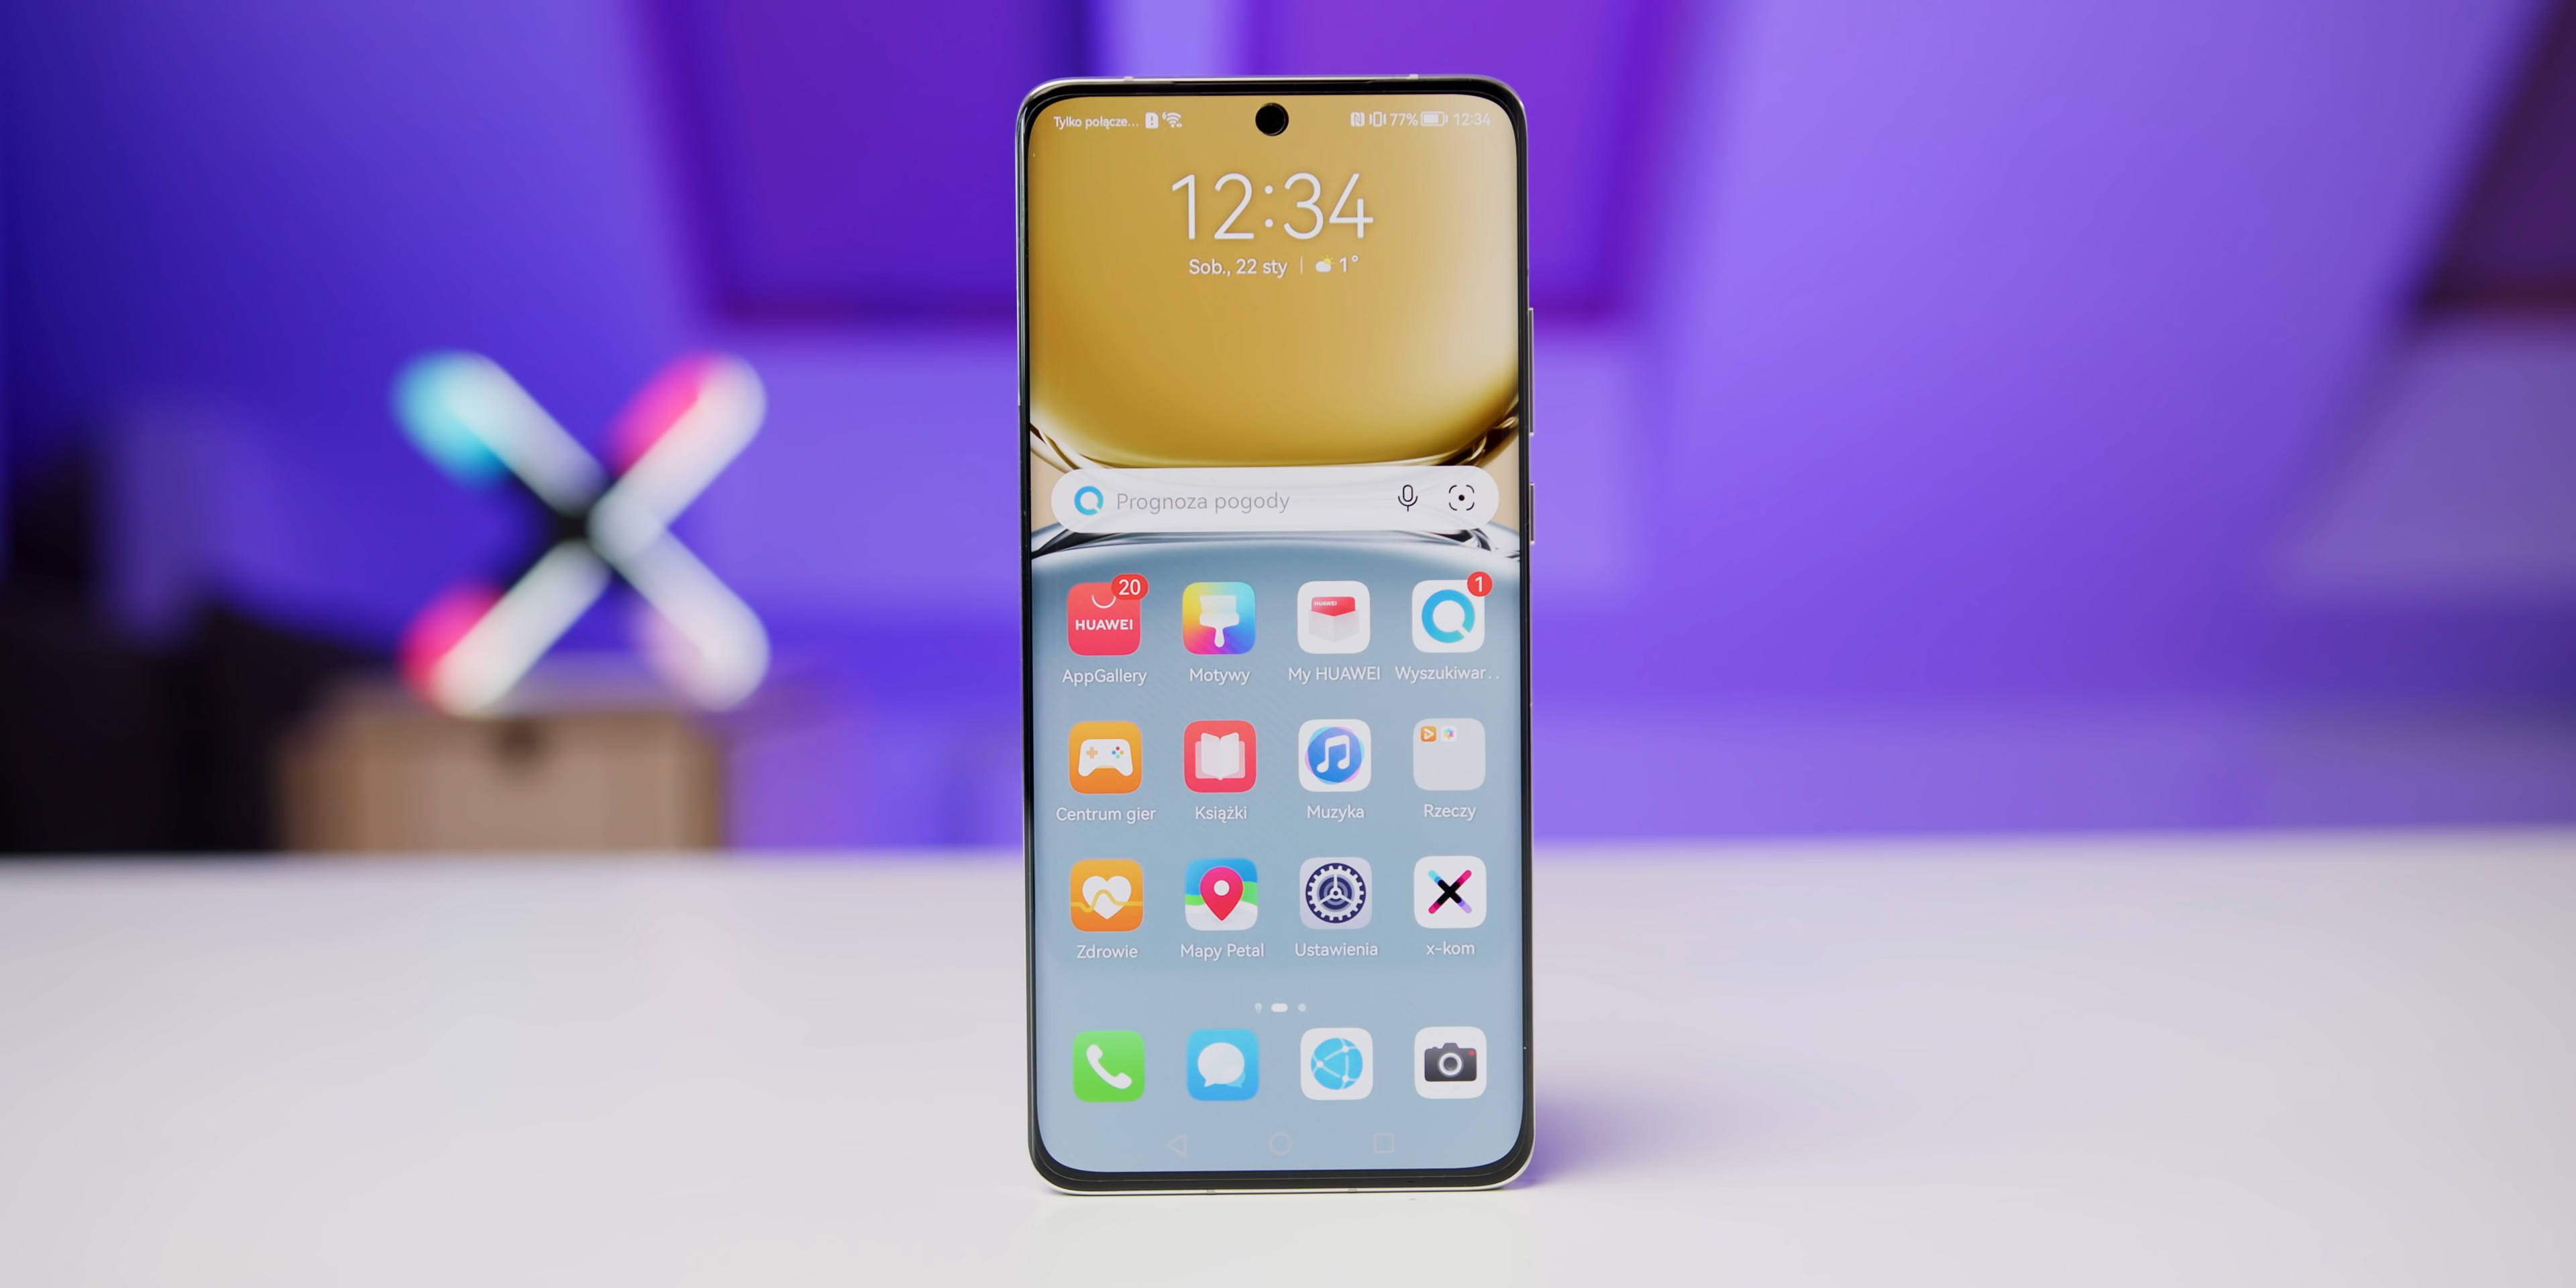 Tylko połącze... 77% 12:34
12:34
Sob., 22 sty | 1°
Prognoza pogody
20 1
HUAWEI HUAWEI
AppGallery Motywy My HUAWEI Wyszukiwar..
Centrum gier Książki Muzyka Rzeczy
Zdrowie Mapy Petal Ustawienia x-kom